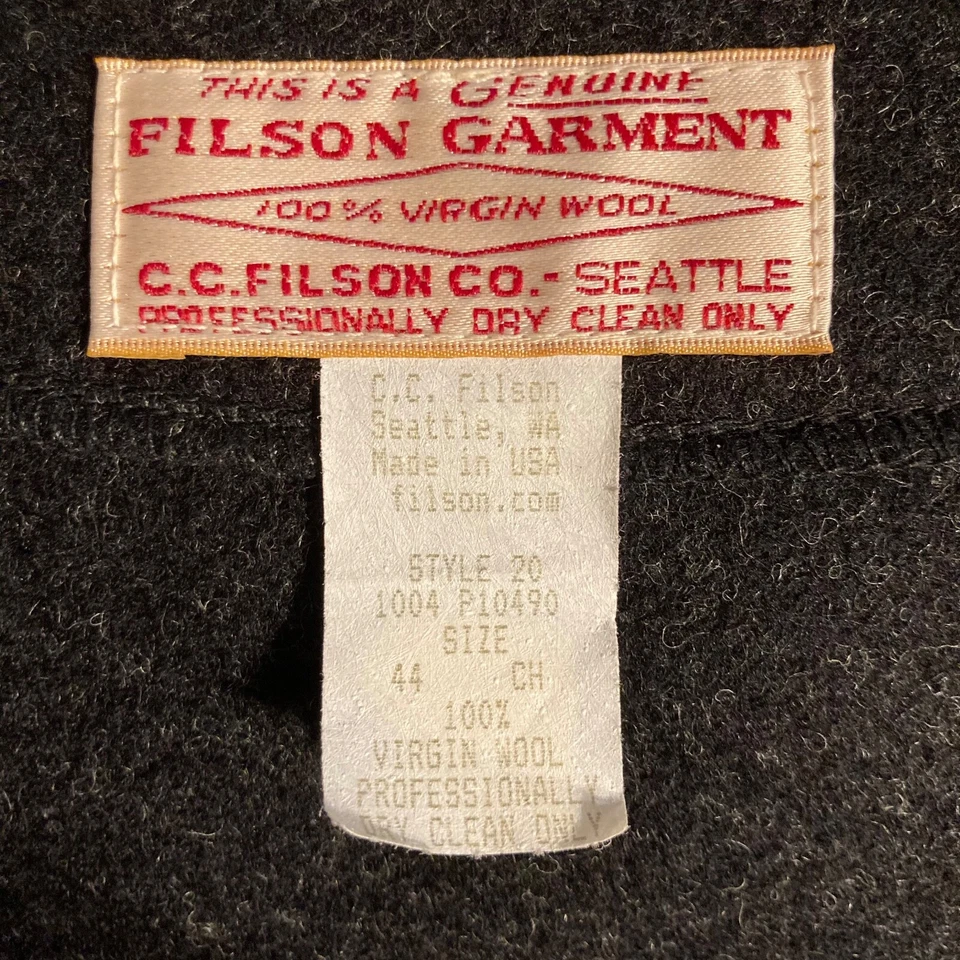 THIS IS A GENUINE
FILSON GARMENT
100% VIRGIN WOOL
C.C. FILSON CO.- SEATTLE
PROFESSIONALLY DRY CLEAN ONLY
C.C. Filson
Seattle, WA
Made in USA
filson.com
STYLE 20
1004 P10490
SIZE
44 CH
100%
VIRGIN WOOL
PROFESSIONALLY
DRY CLEAN ONLY